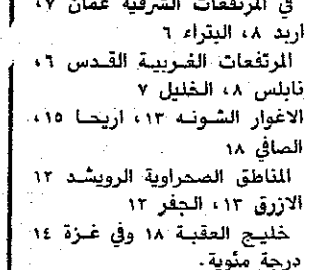 في المرتفعات الشرقية عمان ٧،
اربد ٨، البتراء ٦
المرتفعات الغربية القدس ٦،
نابلس ٨، الخليل ٧
الاغوار الشونه ١٣، اريحا ١٥،
الصافي ١٨
المناطق الصحراوية الرويشد ١٢
الازرق ١٣، الجفر ١٢
خليج العقبة ١٨ وفي غزة ١٤
درجة مئوية.